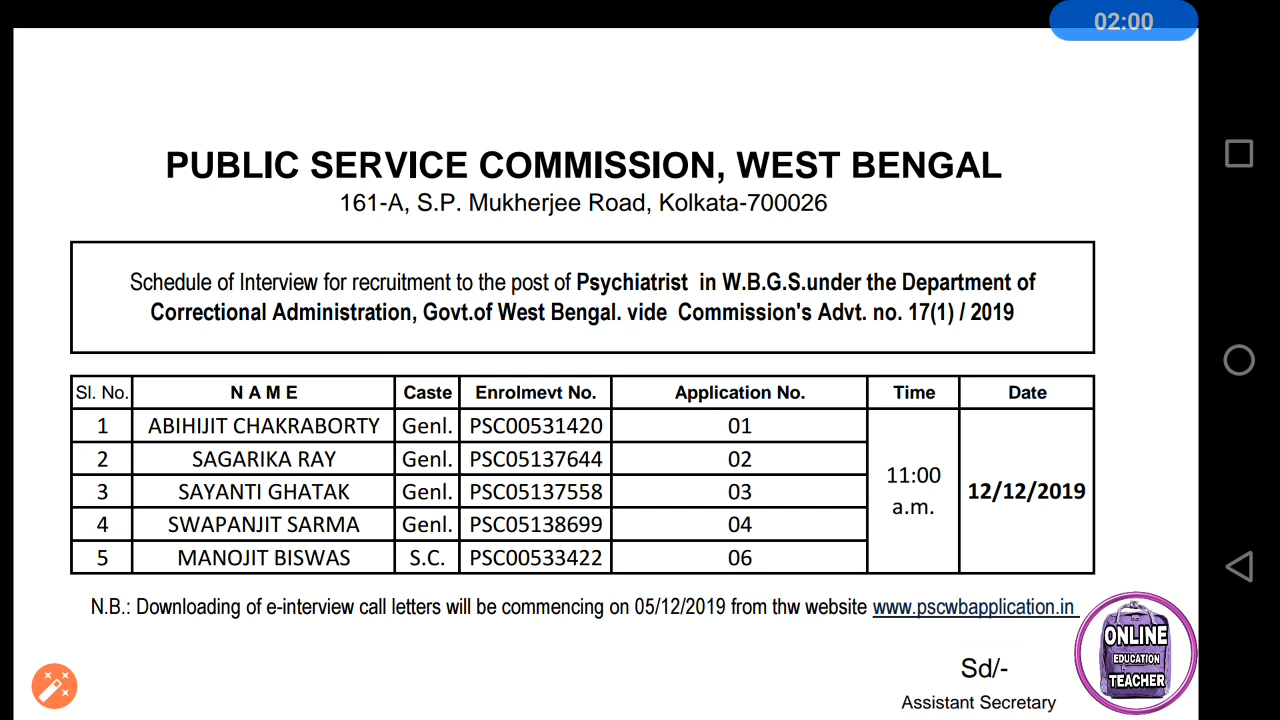 02:00
PUBLIC SERVICE COMMISSION, WEST BENGAL
161-A, S.P. Mukherjee Road, Kolkata-700026
Schedule of Interview for recruitment to the post of Psychiatrist in W.B.G.S.under the Department of
Correctional Administration, Govt.of West Bengal. vide Commission's Advt. no. 17(1) / 2019
Sl. No. N A M E Caste Enrolmevt No. Application No. Time Date
1 ABIHIJIT CHAKRABORTY Genl. PSC00531420 01
2 SAGARIKA RAY Genl. PSC05137644 02
3 SAYANTI GHATAK Genl. PSC05137558 03
4 SWAPANJIT SARMA Genl. PSC05138699 04
5 MANOJIT BISWAS S.C. PSC00533422 06
11:00
a.m.
12/12/2019
N.B.: Downloading of e-interview call letters will be commencing on 05/12/2019 from thw website www.pscwbapplication.in
Sd/-
Assistant Secretary
ONLINE
EDUCATION
TEACHER